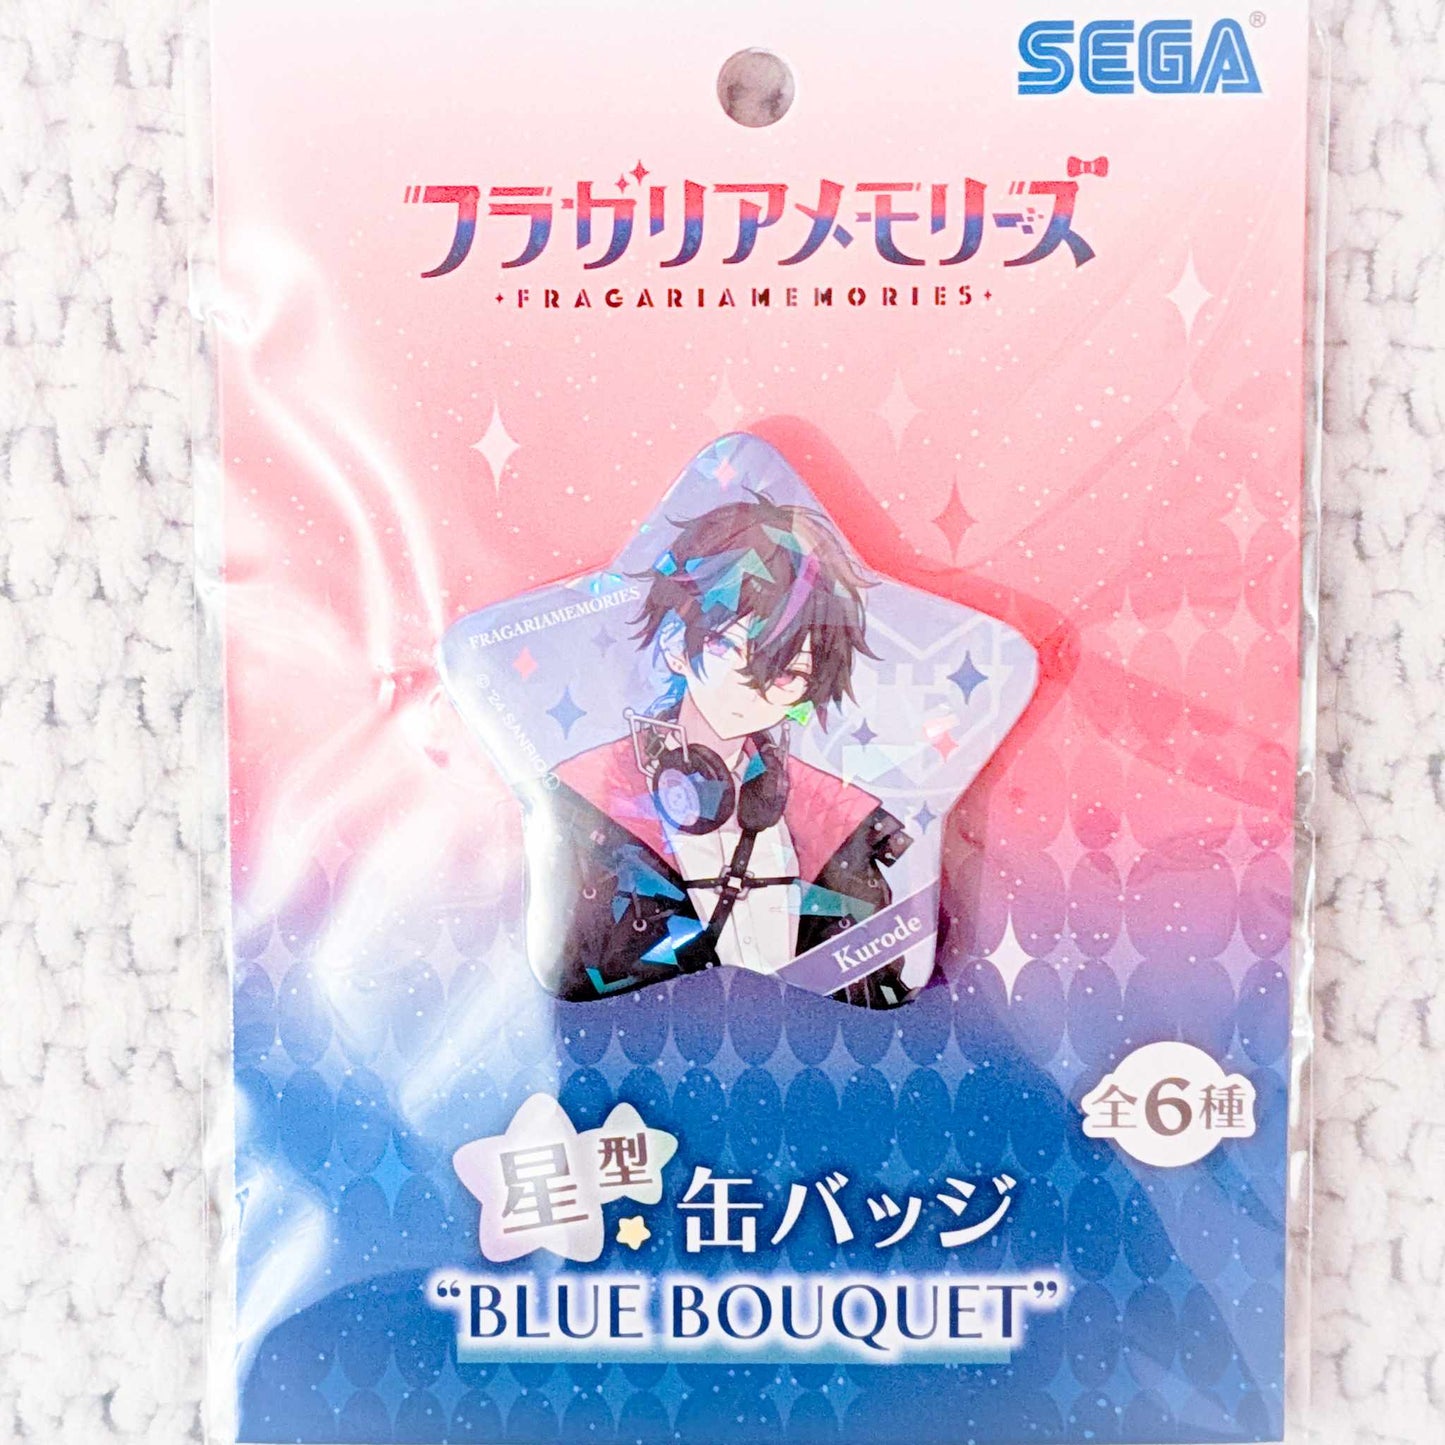 SEGA®
フラガリアメモリーズ
FRAGARIAMEMORIES
FRAGARIAMEMORIES
© '24 SANRIO Ⓛ
Kurode
全6種
星型缶バッジ
“BLUE BOUQUET”